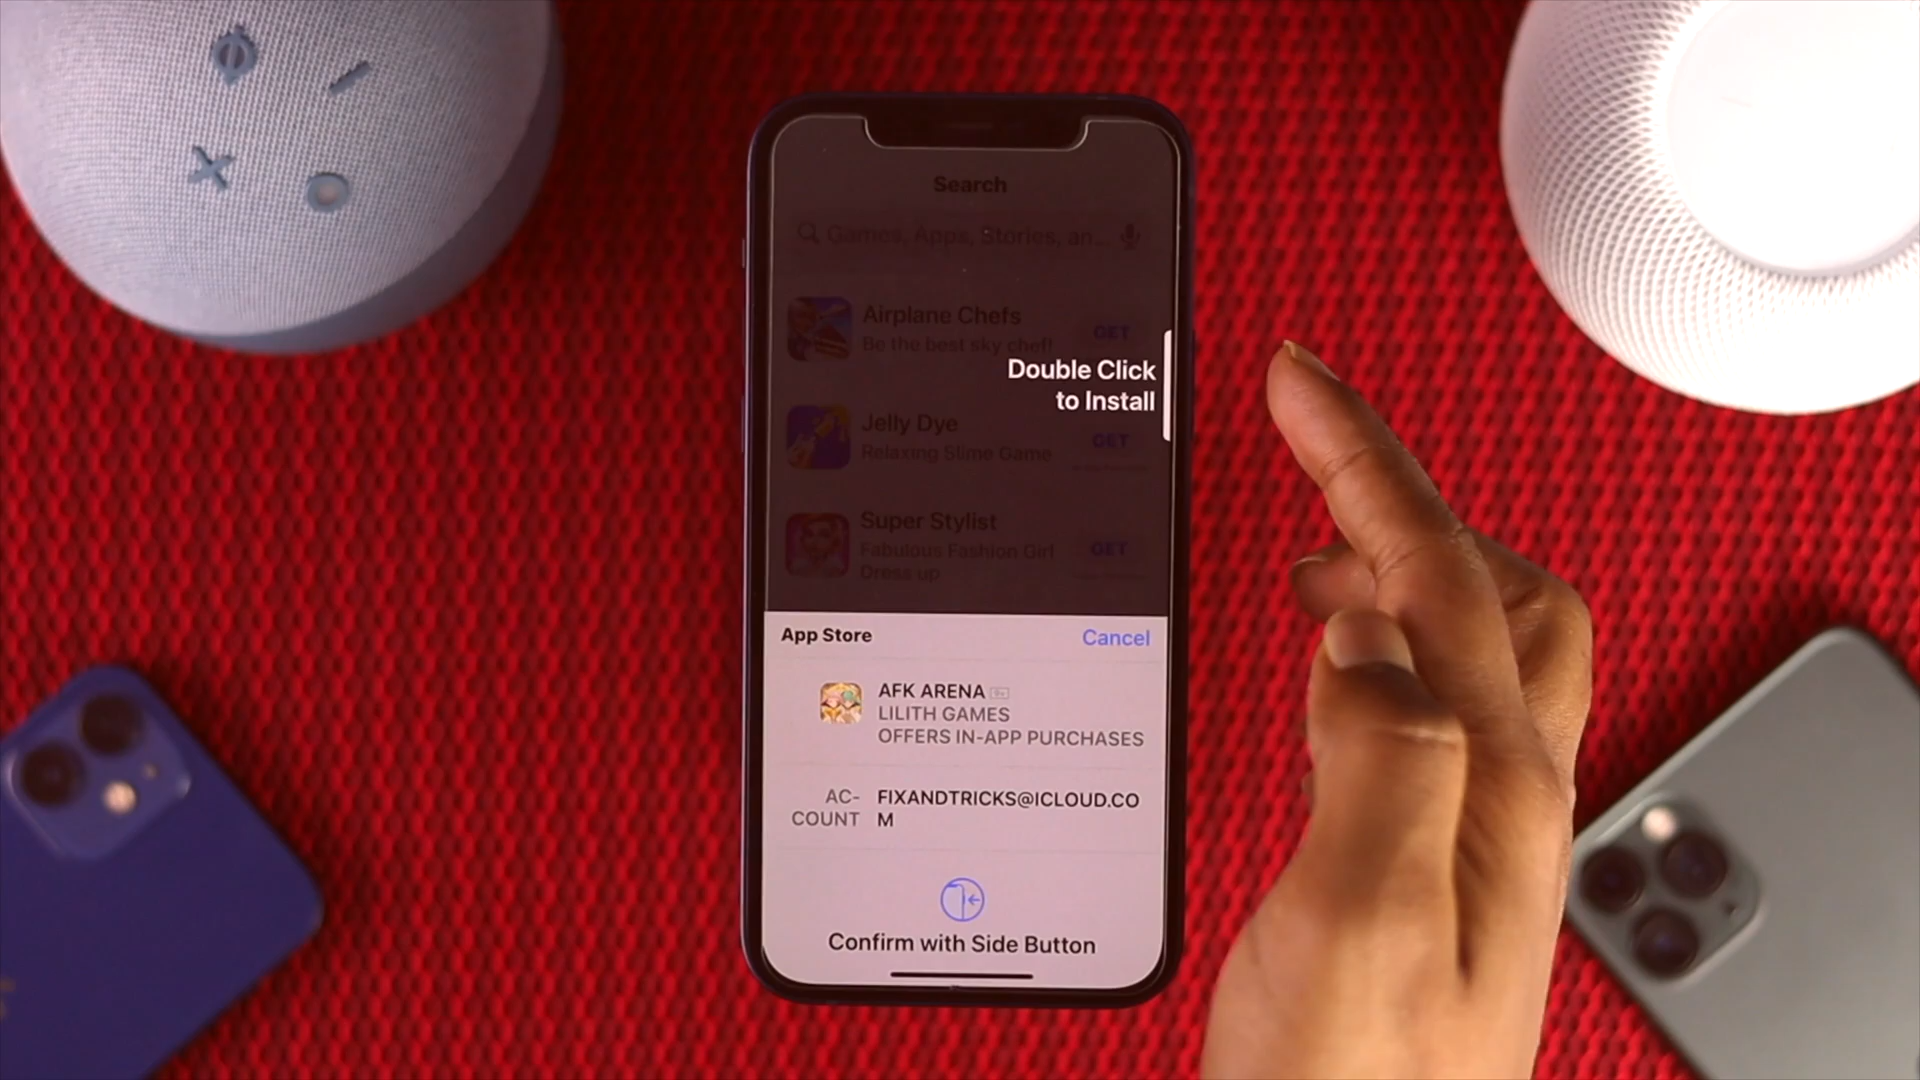 Search
Games, Apps, Stories, an...
Airplane Chefs
Be the best sky chef!
GET
Double Click
to Install
Jelly Dye
Relaxing Slime Game
GET
Super Stylist
Fabulous Fashion Girl
Dress up
GET
App Store
Cancel
AFK ARENA
LILITH GAMES
OFFERS IN-APP PURCHASES
AC-
COUNT
FIXANDTRICKS@ICLOUD.CO
M
Confirm with Side Button